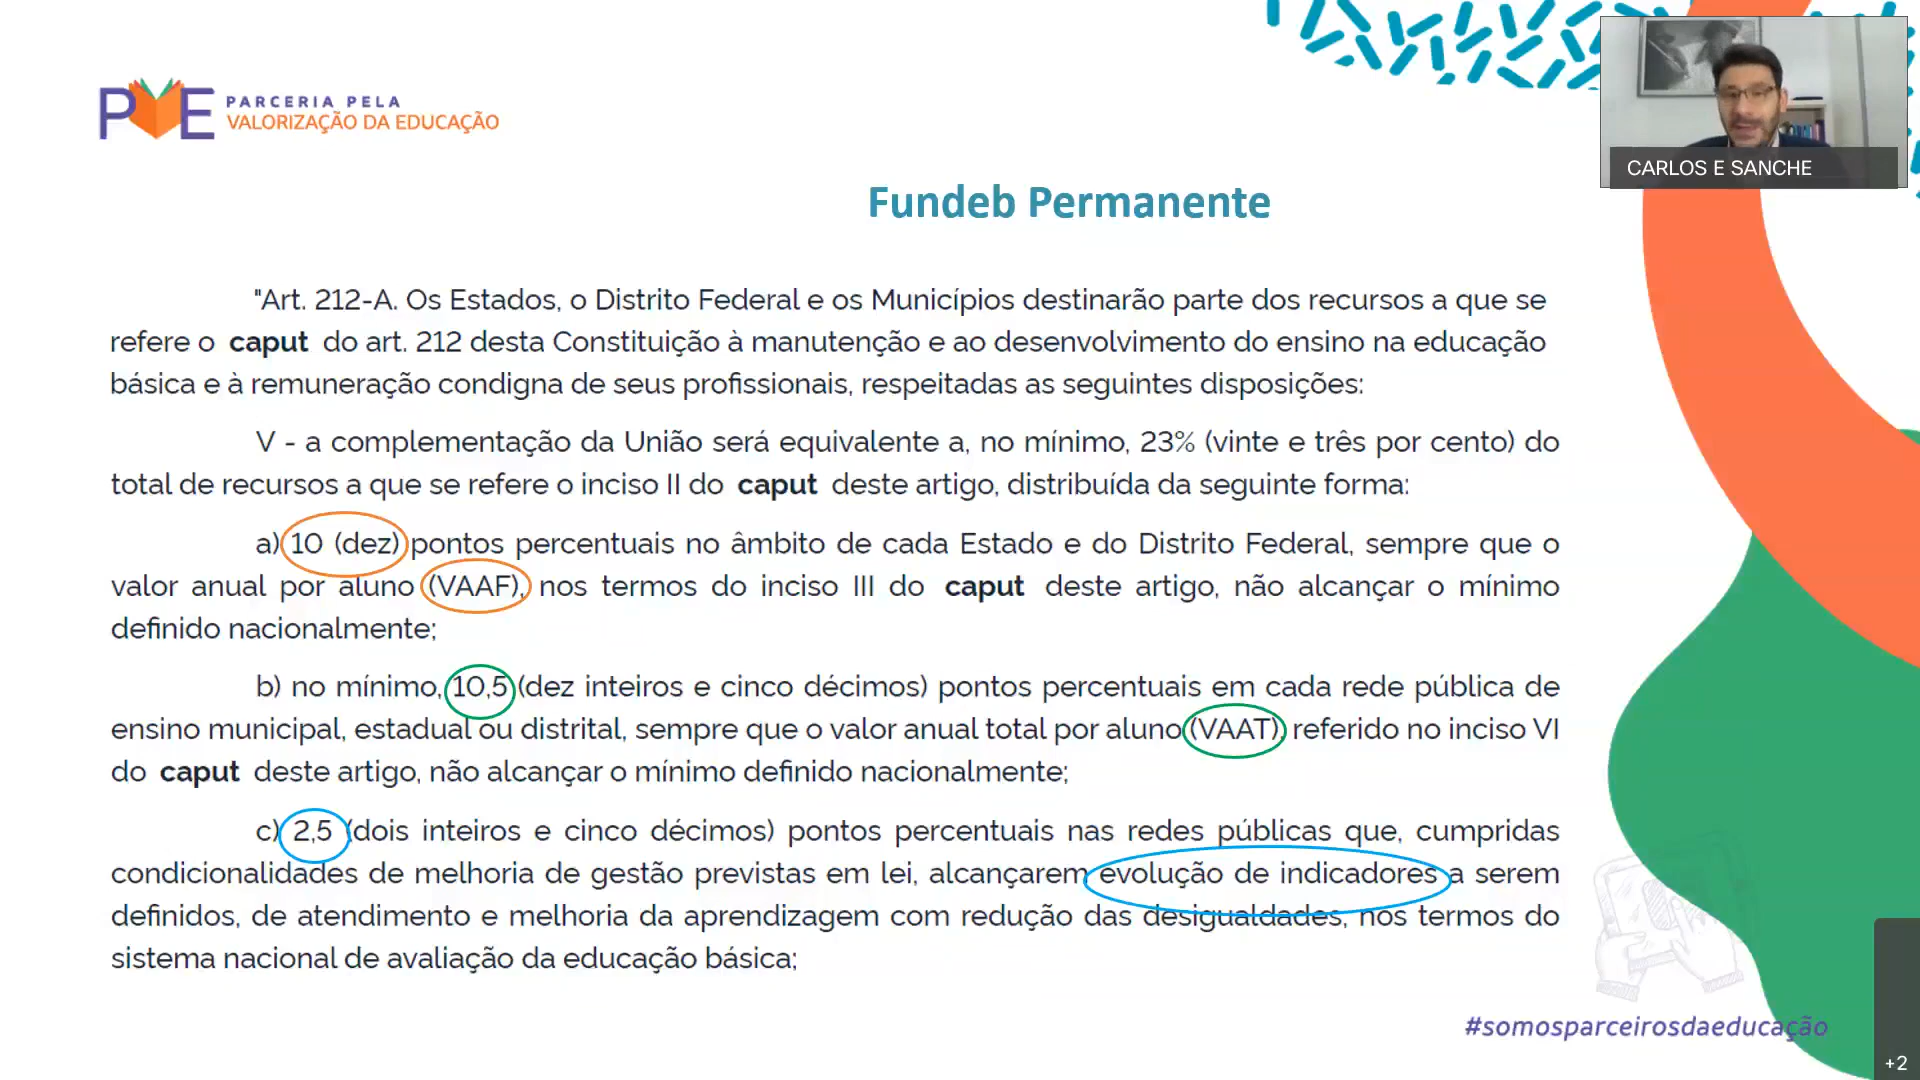 PVE PARCERIA PELA
VALORIZAÇÃO DA EDUCAÇÃO
CARLOS E SANCHE
Fundeb Permanente
"Art. 212-A. Os Estados, o Distrito Federal e os Municípios destinarão parte dos recursos a que se
refere o caput do art. 212 desta Constituição à manutenção e ao desenvolvimento do ensino na educação
básica e à remuneração condigna de seus profissionais, respeitadas as seguintes disposições:
V - a complementação da União será equivalente a, no mínimo, 23% (vinte e três por cento) do
total de recursos a que se refere o inciso II do caput deste artigo, distribuída da seguinte forma:
a) 10 (dez) pontos percentuais no âmbito de cada Estado e do Distrito Federal, sempre que o
valor anual por aluno (VAAF), nos termos do inciso III do caput deste artigo, não alcançar o mínimo
definido nacionalmente;
b) no mínimo, 10,5 (dez inteiros e cinco décimos) pontos percentuais em cada rede pública de
ensino municipal, estadual ou distrital, sempre que o valor anual total por aluno (VAAT), referido no inciso VI
do caput deste artigo, não alcançar o mínimo definido nacionalmente;
c) 2,5 (dois inteiros e cinco décimos) pontos percentuais nas redes públicas que, cumpridas
condicionalidades de melhoria de gestão previstas em lei, alcançarem evolução de indicadores a serem
definidos, de atendimento e melhoria da aprendizagem com redução das desigualdades, nos termos do
sistema nacional de avaliação da educação básica;
#somosparceirosdaeducação
+2